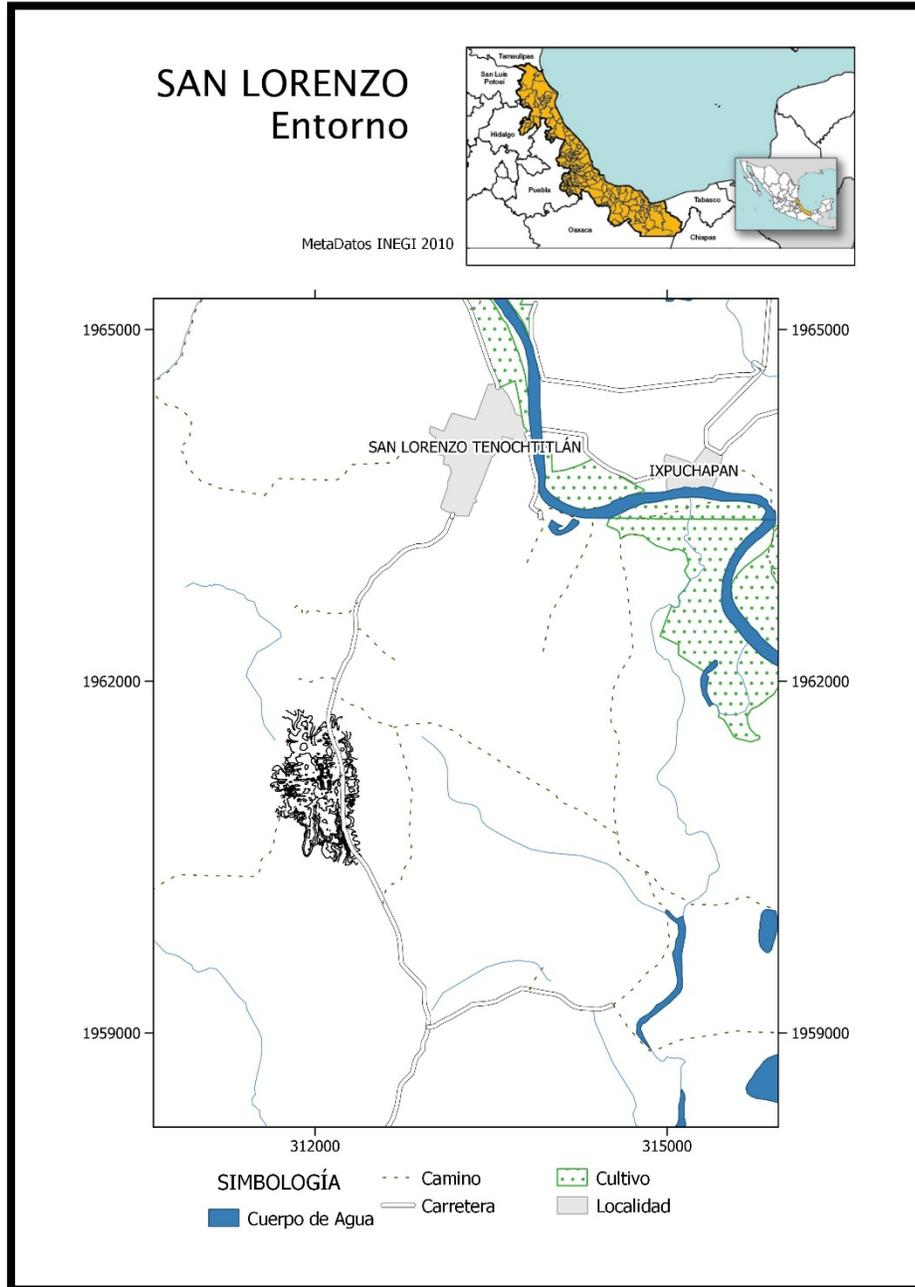 SAN LORENZO
Entorno
MetaDatos INEGI 2010
Tamaulipas
San Luis
Potosí
Hidalgo
Puebla
Tabasco
Oaxaca
Chiapas
1965000
1965000
SAN LORENZO TENOCHTITLÁN
IXPUCHAPAN
1962000
1962000
1959000
1959000
312000
315000
SIMBOLOGÍA
Cuerpo de Agua
Camino
Carretera
Cultivo
Localidad